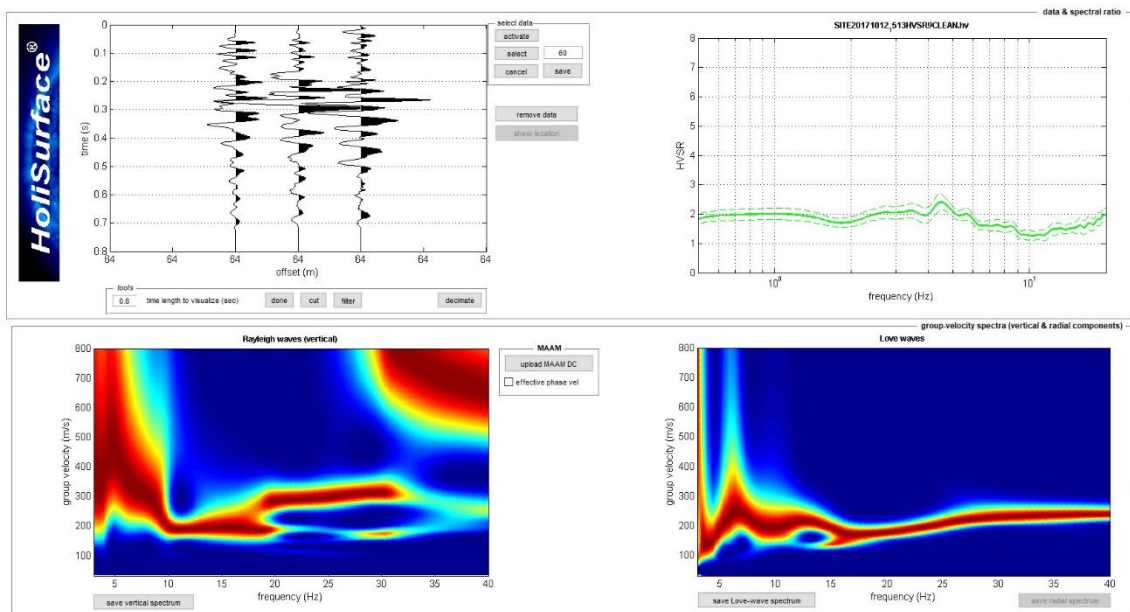 data & spectral ratio
HoliSurface®
0
0.1
0.2
0.3
0.4
0.5
0.6
0.7
0.8
time (s)
64 64 64 64 64 64 64
offset (m)
select data
activate
select 60
cancel save
remove data
show location
tools
0.8 time length to visualize (sec) done cut filter decimate
SITE20171012_513HVSR9CLEAN.hv
8
7
6
5
4
3
2
1
0
HVSR
10⁰ 10¹
frequency (Hz)
group-velocity spectra (vertical & radial components)
Rayleigh waves (vertical)
800
700
600
500
400
300
200
100
group velocity (m/s)
5 10 15 20 25 30 35 40
frequency (Hz)
save vertical spectrum
MAAM
upload MAAM DC
effective phase vel
Love waves
800
700
600
500
400
300
200
100
group velocity (m/s)
5 10 15 20 25 30 35 40
frequency (Hz)
save Love-wave spectrum
save radial spectrum